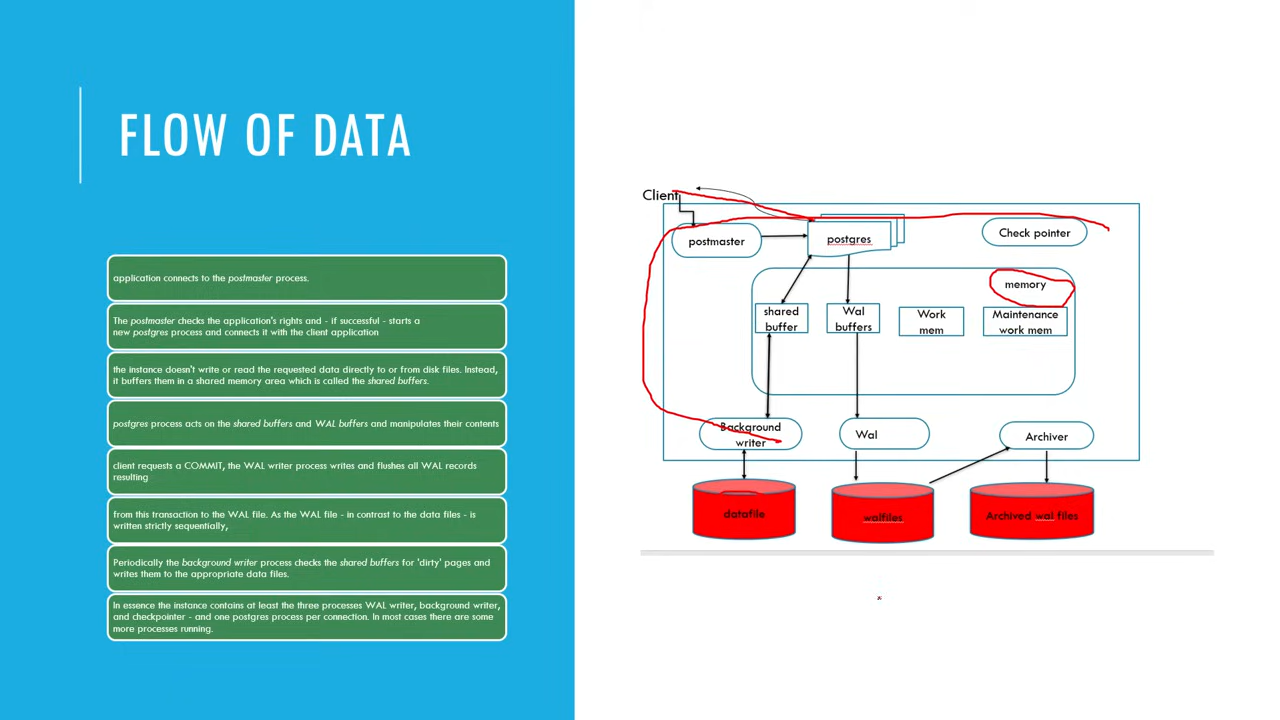 FLOW OF DATA
application connects to the postmaster process.
The postmaster checks the application's rights and - if successful - starts a
new postgres process and connects it with the client application
the instance doesn't write or read the requested data directly to or from disk files. Instead,
it buffers them in a shared memory area which is called the shared buffers.
postgres process acts on the shared buffers and WAL buffers and manipulates their contents
client requests a COMMIT, the WAL writer process writes and flushes all WAL records
resulting
from this transaction to the WAL file. As the WAL file - in contrast to the data files - is
written strictly sequentially,
Periodically the background writer process checks the shared buffers for 'dirty' pages and
writes them to the appropriate data files.
In essence the instance contains at least the three processes WAL writer, background writer,
and checkpointer - and one postgres process per connection. In most cases there are some
more processes running.
Client
postmaster
postgres
Check pointer
memory
shared
buffer
Wal
buffers
Work
mem
Maintenance
work mem
Background
writer
Wal
Archiver
datafile
walfiles
Archived wal files